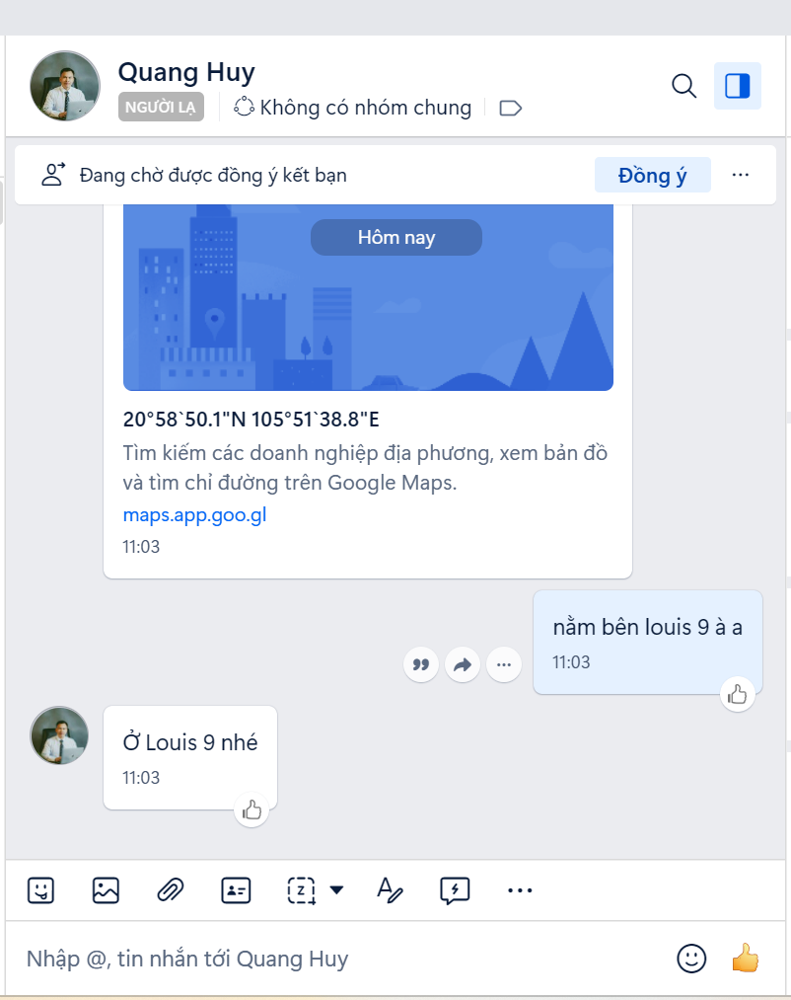 Quang Huy
NGƯỜI LẠ
Không có nhóm chung
Đang chờ được đồng ý kết bạn
Đồng ý
Hôm nay
20°58`50.1"N 105°51`38.8"E
Tìm kiếm các doanh nghiệp địa phương, xem bản đồ
và tìm chỉ đường trên Google Maps.
maps.app.goo.gl
11:03
nằm bên louis 9 à a
11:03
Ở Louis 9 nhé
11:03
Z
Nhập @, tin nhắn tới Quang Huy